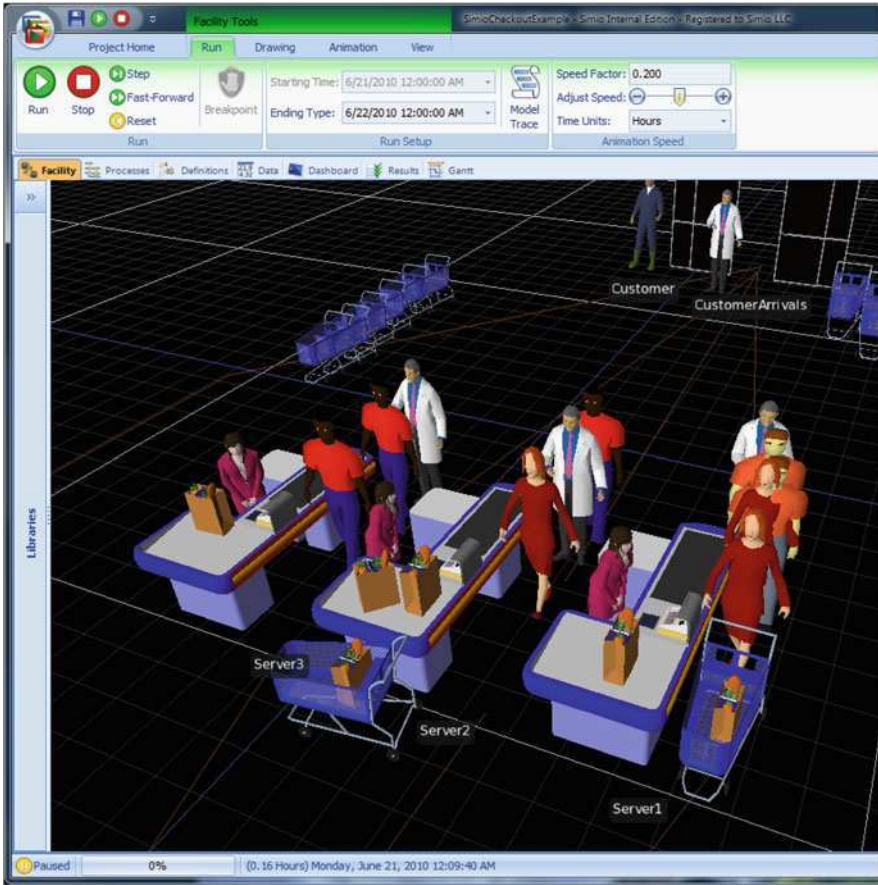 Facility Tools
SimioCheckoutExample - Simio Internal Edition - Registered to Simio LLC
Project Home Run Drawing Animation View
Run
Stop
Step
Fast-Forward
Reset
Run
Breakpoint
Starting Time: 6/21/2010 12:00:00 AM
Ending Type: 6/22/2010 12:00:00 AM
Run Setup
Model
Trace
Speed Factor: 0.200
Adjust Speed:
Time Units: Hours
Animation Speed
Facility Processes Definitions Data Dashboard Results Gantt
Libraries
Customer
CustomerArrivals
Server3
Server2
Server1
Paused 0% (0.16 Hours) Monday, June 21, 2010 12:09:40 AM